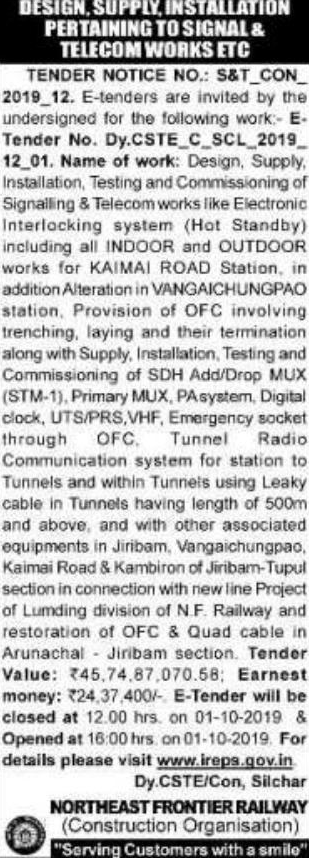 DESIGN, SUPPLY, INSTALLATION
PERTAINING TO SIGNAL &
TELECOM WORKS ETC
TENDER NOTICE NO.: S&T_CON_
2019_12. E-tenders are invited by the
undersigned for the following work:- E-
Tender No. Dy.CSTE_C_SCL_2019_
12_01. Name of work: Design, Supply,
Installation, Testing and Commissioning of
Signalling & Telecom works like Electronic
Interlocking system (Hot Standby)
including all INDOOR and OUTDOOR
works for KAIMAI ROAD Station, in
addition Alteration in VANGAICHUNGPAO
station, Provision of OFC involving
trenching, laying and their termination
along with Supply, Installation, Testing and
Commissioning of SDH Add/Drop MUX
(STM-1), Primary MUX, PA system, Digital
clock, UTS/PRS,VHF, Emergency socket
through OFC, Tunnel Radio
Communication system for station to
Tunnels and within Tunnels using Leaky
cable in Tunnels having length of 500m
and above, and with other associated
equipments in Jiribam, Vangaichungpao,
Kaimai Road & Kambiron of Jiribam-Tupul
section in connection with new line Project
of Lumding division of N.F. Railway and
restoration of OFC & Quad cable in
Arunachal - Jiribam section. Tender
Value: ₹45,74,87,070.58; Earnest
money: ₹24,37,400/-. E-Tender will be
closed at 12.00 hrs. on 01-10-2019 &
Opened at 16:00 hrs. on 01-10-2019. For
details please visit www.ireps.gov.in.
Dy.CSTE/Con, Silchar
NORTHEAST FRONTIER RAILWAY
(Construction Organisation)
"Serving Customers with a smile"